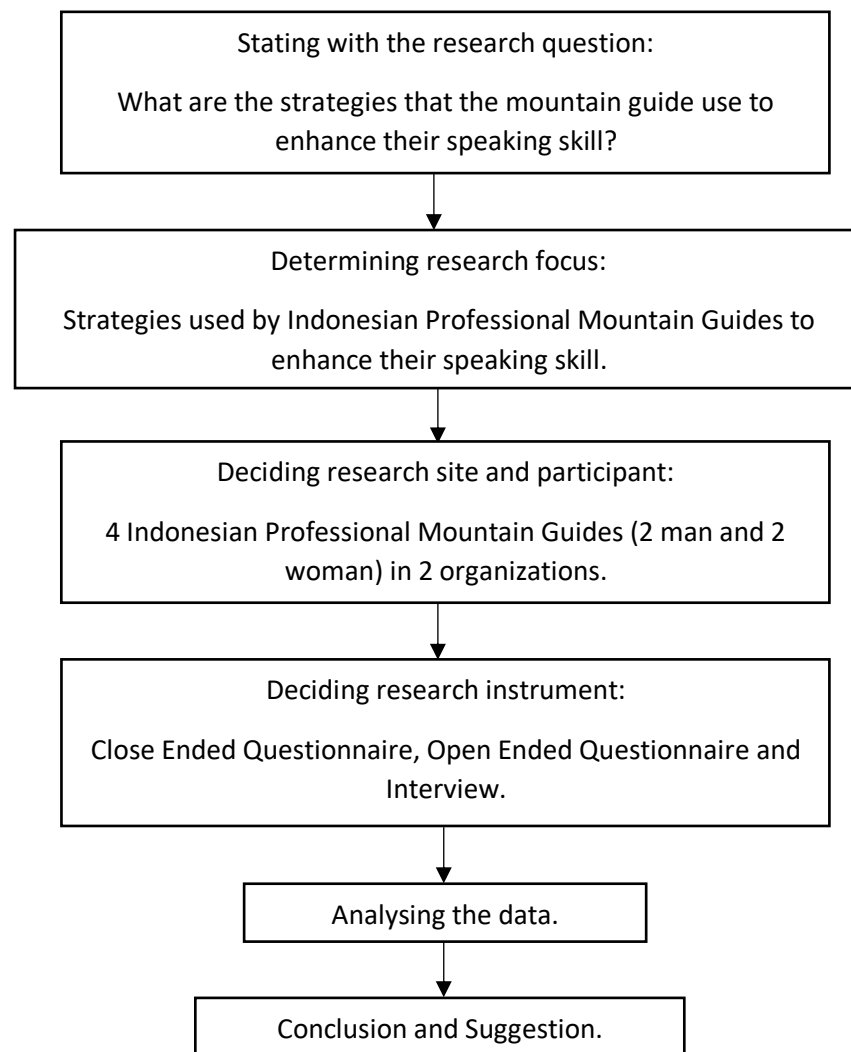 Stating with the research question:
What are the strategies that the mountain guide use to
enhance their speaking skill?
Determining research focus:
Strategies used by Indonesian Professional Mountain Guides to
enhance their speaking skill.
Deciding research site and participant:
4 Indonesian Professional Mountain Guides (2 man and 2
woman) in 2 organizations.
Deciding research instrument:
Close Ended Questionnaire, Open Ended Questionnaire and
Interview.
Analysing the data.
Conclusion and Suggestion.